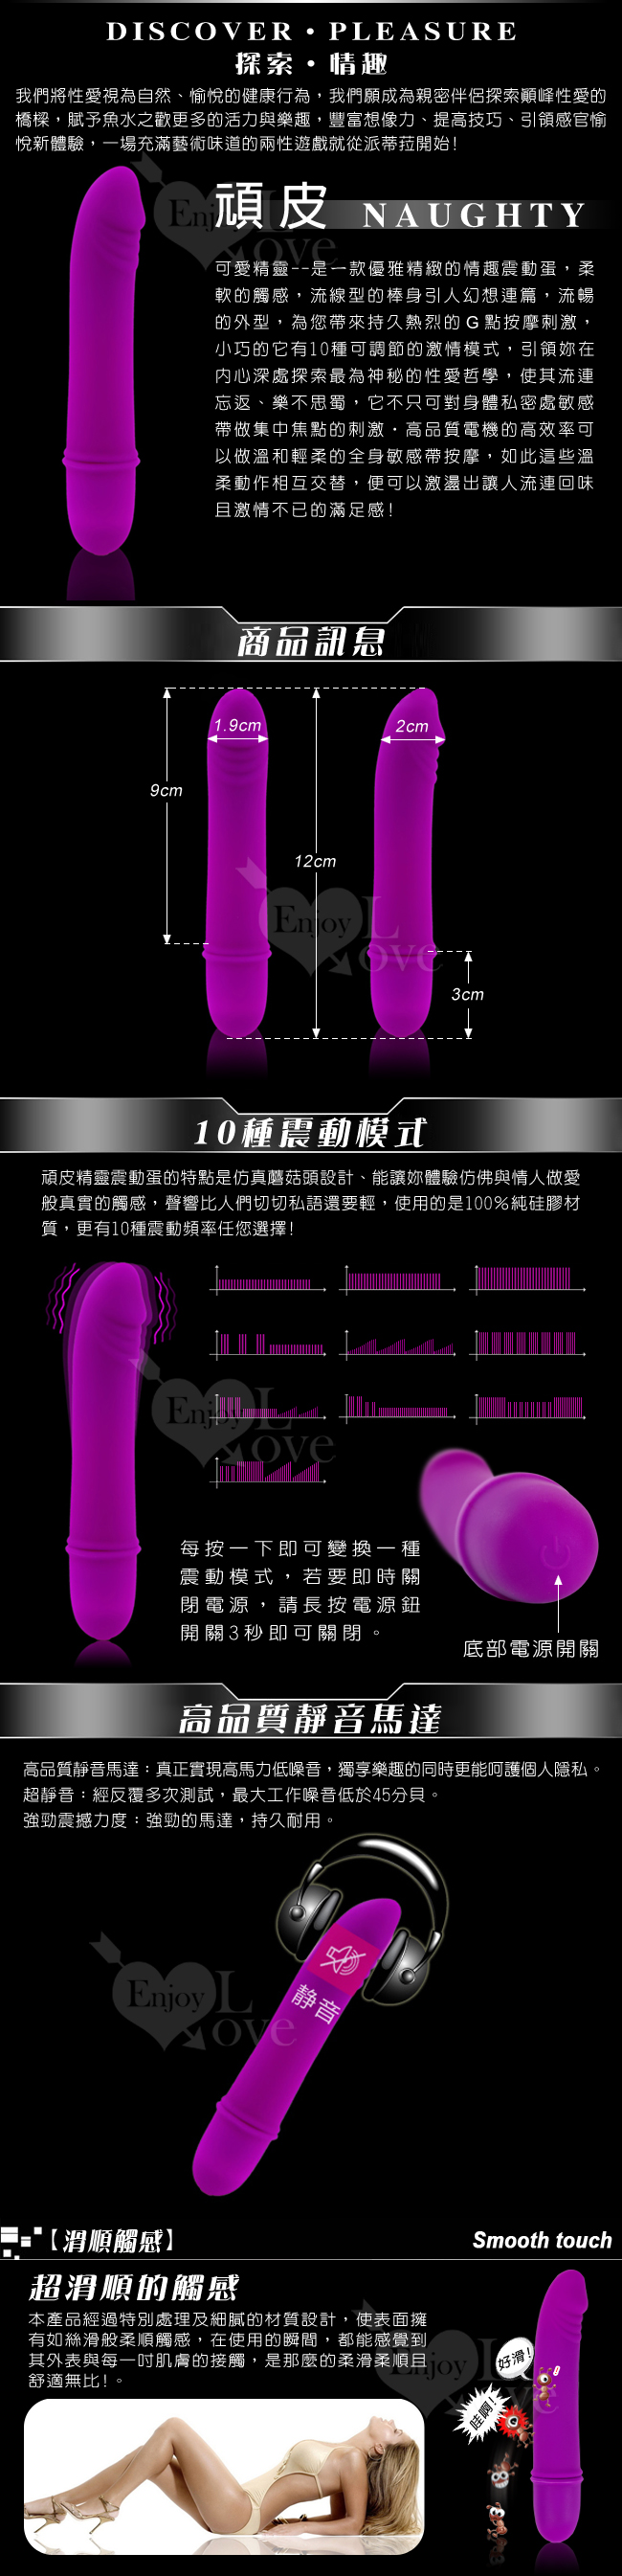 DISCOVER・PLEASURE
探索・情趣
我們將性愛視為自然、愉悅的健康行為，我們願成為親密伴侶探索巔峰性愛的
橋樑，賦予魚水之歡更多的活力與樂趣，豐富想像力、提高技巧、引領感官愉
悅新體驗，一場充滿藝術味道的兩性遊戲就從派蒂菈開始！
頑皮 NAUGHTY
Enjoy Love
可愛精靈--是一款優雅精緻的情趣震動蛋，柔
軟的觸感，流線型的棒身引人幻想連篇，流暢
的外型，為您帶來持久熱烈的 G 點按摩刺激，
小巧的它有10種可調節的激情模式，引領妳在
內心深處探索最為神秘的性愛哲學，使其流連
忘返、樂不思蜀，它不只可對身體私密處敏感
帶做集中焦點的刺激・高品質電機的高效率可
以做溫和輕柔的全身敏感帶按摩，如此這些溫
柔動作相互交替，便可以激盪出讓人流連回味
且激情不已的滿足感！
商品訊息
1.9cm
2cm
9cm
12cm
Enjoy Love
3cm
10種震動模式
頑皮精靈震動蛋的特點是仿真蘑菇頭設計、能讓妳體驗仿佛與情人做愛
般真實的觸感，聲響比人們切切私語還要輕，使用的是100%純硅膠材
質，更有10種震動頻率任您選擇！
Enjoy Love
每按一下即可變換一種
震動模式，若要即時關
閉電源，請長按電源鈕
開關3秒即可關閉。
底部電源開關
高品質靜音馬達
高品質靜音馬達：真正實現高馬力低噪音，獨享樂趣的同時更能呵護個人隱私。
超靜音：經反覆多次測試，最大工作噪音低於45分貝。
強勁震撼力度：強勁的馬達，持久耐用。
靜音
Enjoy Love
【滑順觸感】
Smooth touch
超滑順的觸感
本產品經過特別處理及細膩的材質設計，使表面擁
有如絲滑般柔順觸感，在使用的瞬間，都能感覺到
其外表與每一吋肌膚的接觸，是那麼的柔滑柔順且
舒適無比！。
Enjoy Love
好滑！
哇啊！